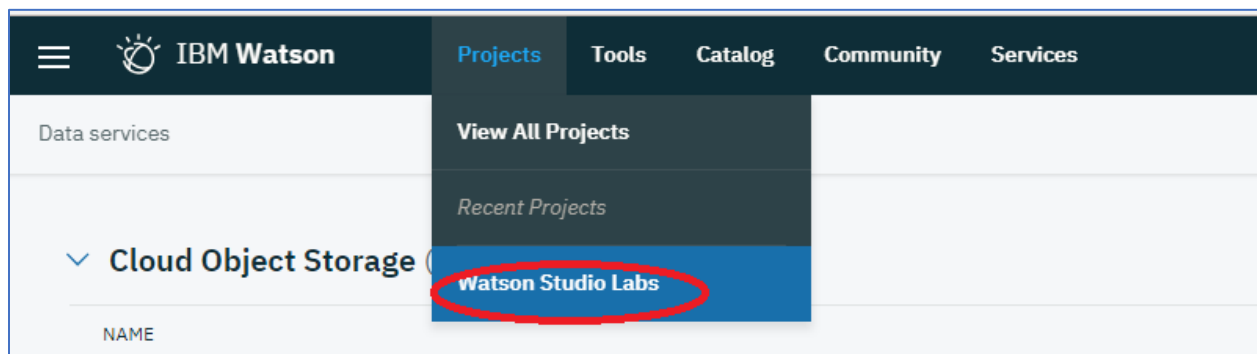 IBM Watson Projects Tools Catalog Community Services
Data services
View All Projects
Recent Projects
Cloud Object Storage (
Watson Studio Labs
NAME